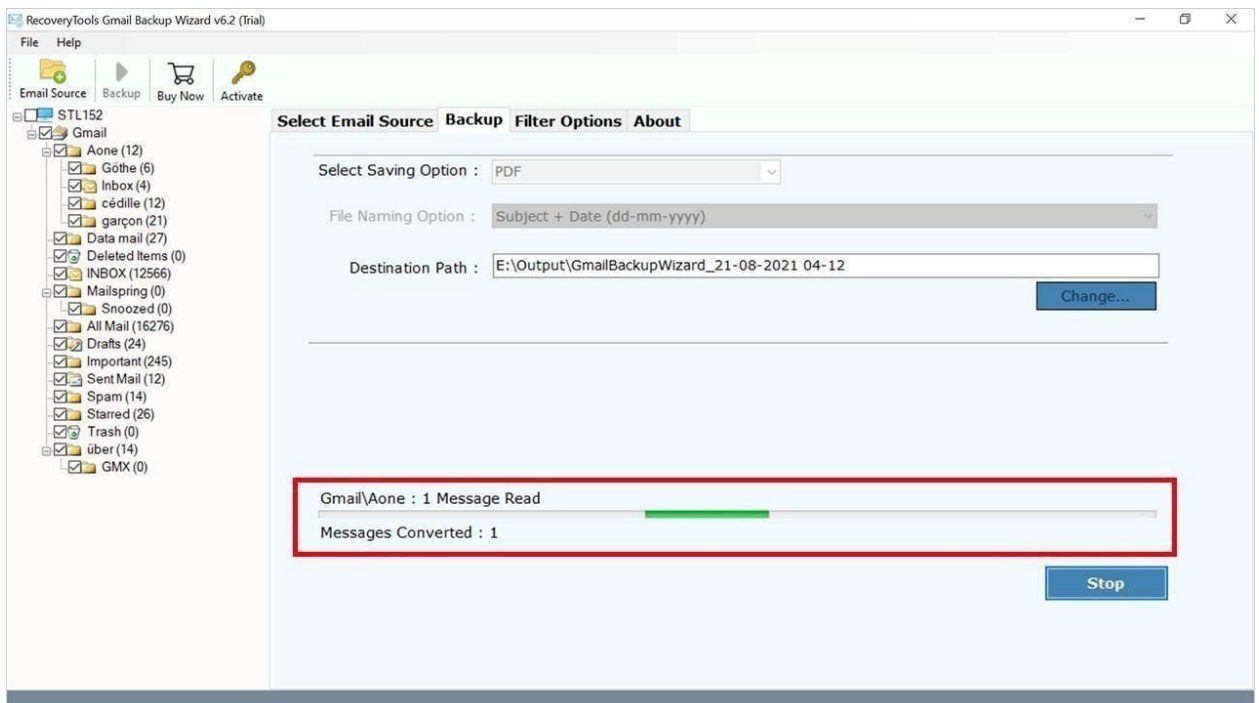 RecoveryTools Gmail Backup Wizard v6.2 (Trial)
File Help
Email Source Backup Buy Now Activate
STL152
Gmail
Aone (12)
Göthe (6)
Inbox (4)
cédille (12)
garçon (21)
Data mail (27)
Deleted Items (0)
INBOX (12566)
Mailspring (0)
Snoozed (0)
All Mail (16276)
Drafts (24)
Important (245)
Sent Mail (12)
Spam (14)
Starred (26)
Trash (0)
über (14)
GMX (0)
Select Email Source Backup Filter Options About
Select Saving Option : PDF
File Naming Option : Subject + Date (dd-mm-yyyy)
Destination Path : E:\Output\GmailBackupWizard_21-08-2021 04-12
Change...
Gmail\Aone : 1 Message Read
Messages Converted : 1
Stop